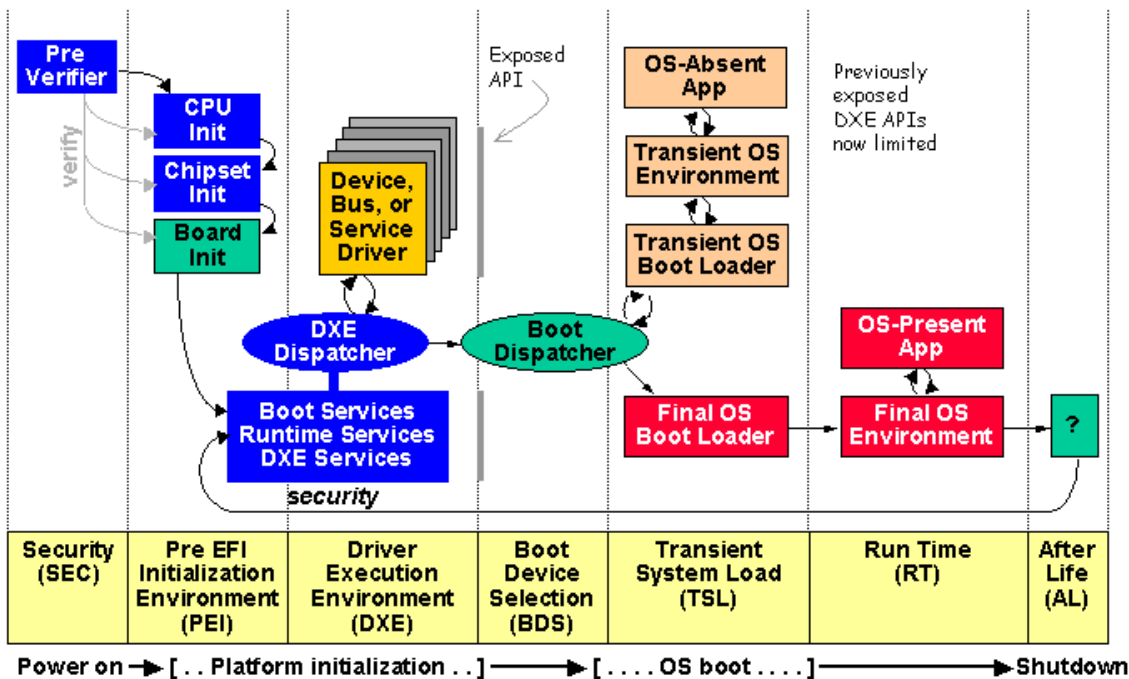 Pre
Verifier
verify
CPU
Init
Chipset
Init
Board
Init
Device,
Bus, or
Service
Driver
Exposed
API
OS-Absent
App
Transient OS
Environment
Transient OS
Boot Loader
Previously
exposed
DXE APIs
now limited
DXE
Dispatcher
Boot
Dispatcher
OS-Present
App
Boot Services
Runtime Services
DXE Services
Final OS
Boot Loader
Final OS
Environment
?
security
Security
(SEC)
Pre EFI
Initialization
Environment
(PEI)
Driver
Execution
Environment
(DXE)
Boot
Device
Selection
(BDS)
Transient
System Load
(TSL)
Run Time
(RT)
After
Life
(AL)
Power on [ . . Platform initialization . . ] [ . . . . OS boot . . . . ] Shutdown